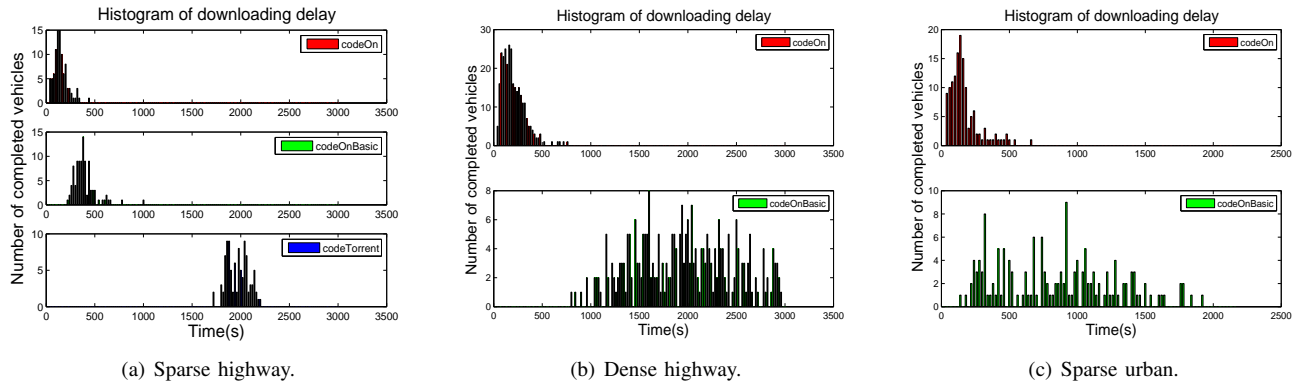 Histogram of downloading delay
Number of completed vehicles
15
10
5
0
0 500 1000 1500 2000 2500 3000 3500
codeOn
15
10
5
0
0 500 1000 1500 2000 2500 3000 3500
codeOnBasic
10
5
0
0 500 1000 1500 2000 2500 3000 3500
codeTorrent
Time(s)
(a) Sparse highway.
Histogram of downloading delay
Number of completed vehicles
30
20
10
0
0 500 1000 1500 2000 2500 3000 3500
codeOn
8
6
4
2
0
0 500 1000 1500 2000 2500 3000 3500
codeOnBasic
Time(s)
(b) Dense highway.
Histogram of downloading delay
Number of completed vehicles
20
15
10
5
0
0 500 1000 1500 2000 2500
codeOn
10
8
6
4
2
0
0 500 1000 1500 2000 2500
codeOnBasic
Time(s)
(c) Sparse urban.